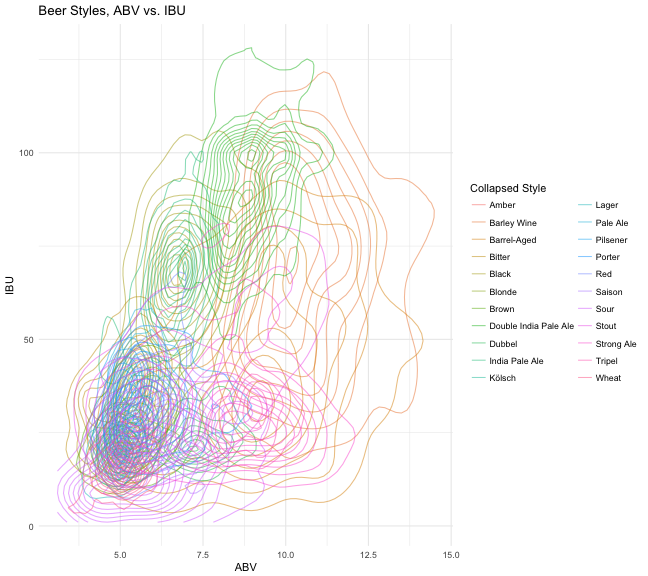 Beer Styles, ABV vs. IBU
IBU
100
50
0
5.0 7.5 10.0 12.5 15.0
ABV
Collapsed Style
Amber
Barley Wine
Barrel-Aged
Bitter
Black
Blonde
Brown
Double India Pale Ale
Dubbel
India Pale Ale
Kölsch
Lager
Pale Ale
Pilsener
Porter
Red
Saison
Sour
Stout
Strong Ale
Tripel
Wheat